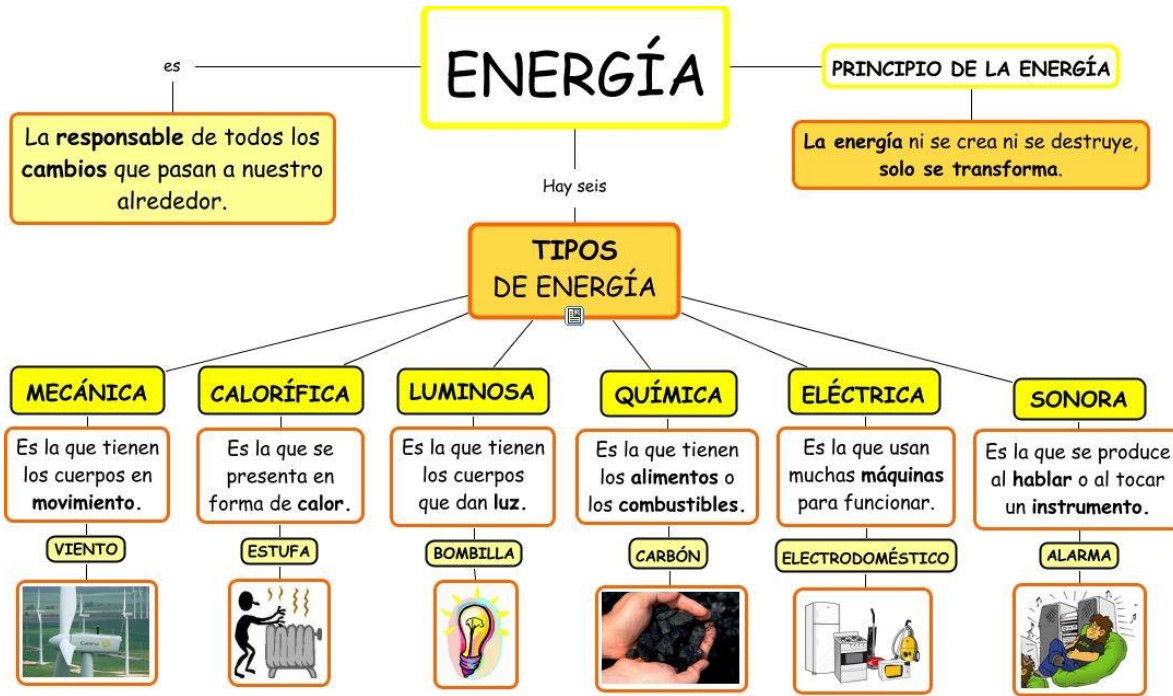 ENERGÍA
es
La responsable de todos los
cambios que pasan a nuestro
alrededor.
PRINCIPIO DE LA ENERGÍA
La energía ni se crea ni se destruye,
solo se transforma.
Hay seis
TIPOS
DE ENERGÍA
MECÁNICA
Es la que tienen
los cuerpos en
movimiento.
VIENTO
CALORÍFICA
Es la que se
presenta en
forma de calor.
ESTUFA
LUMINOSA
Es la que tienen
los cuerpos
que dan luz.
BOMBILLA
QUÍMICA
Es la que tienen
los alimentos o
los combustibles.
CARBÓN
ELÉCTRICA
Es la que usan
muchas máquinas
para funcionar.
ELECTRODOMÉSTICO
SONORA
Es la que se produce
al hablar o al tocar
un instrumento.
ALARMA